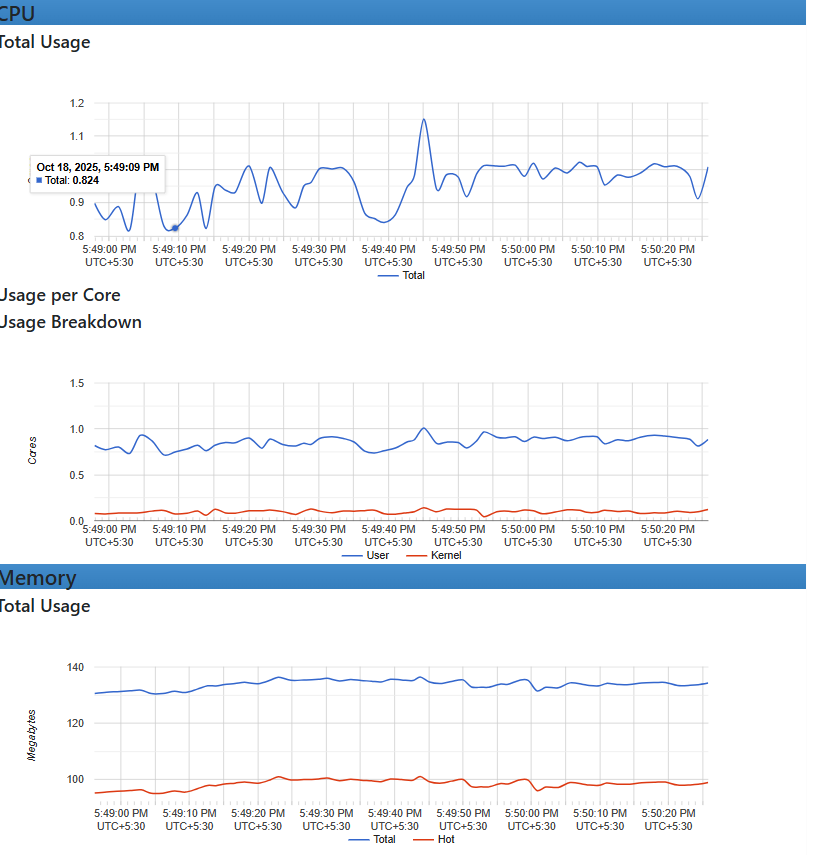 CPU
Total Usage
1.2
1.1
Oct 18, 2025, 5:49:09 PM
Total: 0.824
0.9
0.8
5:49:00 PM 5:49:10 PM 5:49:20 PM 5:49:30 PM 5:49:40 PM 5:49:50 PM 5:50:00 PM 5:50:10 PM 5:50:20 PM
UTC+5:30 UTC+5:30 UTC+5:30 UTC+5:30 UTC+5:30 UTC+5:30 UTC+5:30 UTC+5:30 UTC+5:30
Total
Usage per Core
Usage Breakdown
1.5
1.0
Cores
0.5
0.0
5:49:00 PM 5:49:10 PM 5:49:20 PM 5:49:30 PM 5:49:40 PM 5:49:50 PM 5:50:00 PM 5:50:10 PM 5:50:20 PM
UTC+5:30 UTC+5:30 UTC+5:30 UTC+5:30 UTC+5:30 UTC+5:30 UTC+5:30 UTC+5:30 UTC+5:30
User Kernel
Memory
Total Usage
140
120
Megabytes
100
5:49:00 PM 5:49:10 PM 5:49:20 PM 5:49:30 PM 5:49:40 PM 5:49:50 PM 5:50:00 PM 5:50:10 PM 5:50:20 PM
UTC+5:30 UTC+5:30 UTC+5:30 UTC+5:30 UTC+5:30 UTC+5:30 UTC+5:30 UTC+5:30 UTC+5:30
Total Hot